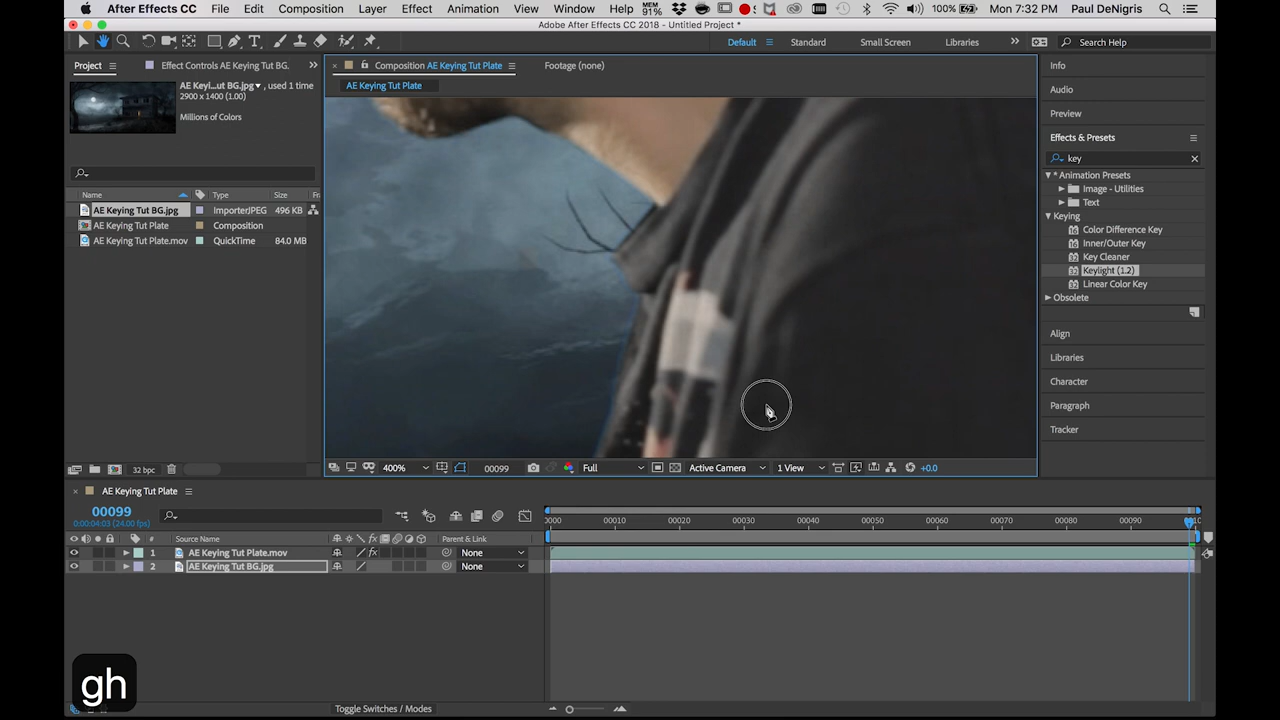 After Effects CC File Edit Composition Layer Effect Animation View Window Help MEM 91% 100% Mon 7:32 PM Paul DeNigris
Adobe After Effects CC 2018 - Untitled Project *
Default Standard Small Screen Libraries Search Help
Project Effect Controls AE Keying Tut BG. Composition AE Keying Tut Plate Footage (none) Info
AE Keying Tut Plate
AE Keyi...ut BG.jpg, used 1 time
2900 x 1400 (1.00)
Millions of Colors
Audio
Preview
Effects & Presets
key
* Animation Presets
Image - Utilities
Text
Keying
Color Difference Key
Inner/Outer Key
Key Cleaner
Keylight (1.2)
Linear Color Key
Obsolete
Align
Libraries
Character
Paragraph
Tracker
Name Type Size Fr
AE Keying Tut BG.jpg ImporterJPEG 496 KB
AE Keying Tut Plate Composition
AE Keying Tut Plate.mov QuickTime 84.0 MB
32 bpc 400% 00099 Full Active Camera 1 View +0.0
AE Keying Tut Plate
00099
0:00:04:03 (24.00 fps)
0000 00010 00020 00030 00040 00050 00060 00070 00080 00090 0010
# Source Name Parent & Link
1 AE Keying Tut Plate.mov None
2 AE Keying Tut BG.jpg None
gh
Toggle Switches / Modes